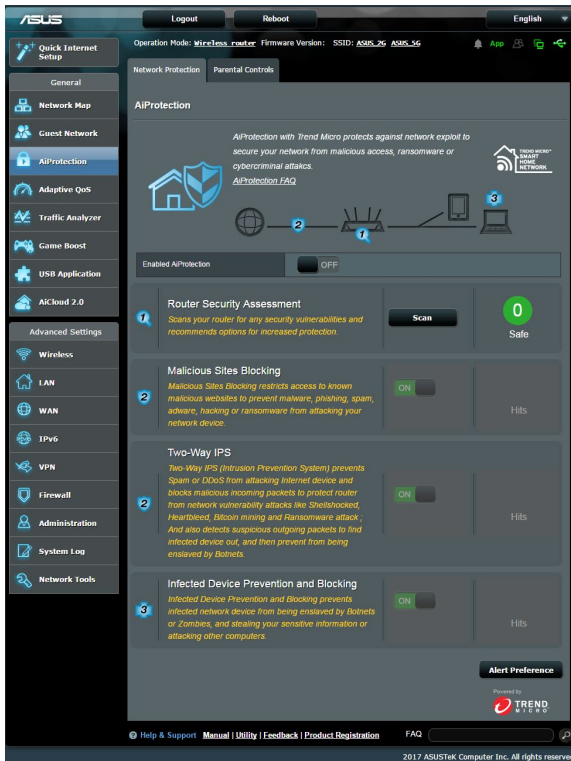 ASUS
Logout
Reboot
English
Quick Internet
Setup
Operation Mode: Wireless router Firmware Version: SSID: ASUS_2G ASUS_5G
App
General
Network Map
Guest Network
AiProtection
Adaptive QoS
Traffic Analyzer
Game Boost
USB Application
AiCloud 2.0
Advanced Settings
Wireless
LAN
WAN
IPv6
VPN
Firewall
Administration
System Log
Network Tools
Network Protection
Parental Controls
AiProtection
AiProtection with Trend Micro protects against network exploit to
secure your network from malicious access, ransomware or
cybercriminal attakcs.
AiProtection FAQ
TREND MICRO
SMART
HOME
NETWORK
2
1
3
Enabled AiProtection
OFF
1
Router Security Assessment
Scans your router for any security vulnerabilities and
recommends options for increased protection.
Scan
0
Safe
2
Malicious Sites Blocking
Malicious Sites Blocking restricts access to known
malicious websites to prevent malware, phishing, spam,
adware, hacking or ransomware from attacking your
network device.
ON
Hits
2
Two-Way IPS
Two-Way IPS (Intrusion Prevention System) prevents
Spam or DDoS from attacking Internet device and
blocks malicious incoming packets to protect router
from network vulnerability attacks like Shellshocked,
Heartbleed, Bitcoin mining and Ransomware attack ;
And also detects suspicious outgoing packets to find
infected device out, and then prevent from being
enslaved by Botnets.
ON
Hits
3
Infected Device Prevention and Blocking
Infected Device Prevention and Blocking prevents
infected network device from being enslaved by Botnets
or Zombies, and stealing your sensitive information or
attacking other computers.
ON
Hits
Alert Preference
Powered by
TREND
MICRO
Help & Support Manual | Utility | Feedback | Product Registration FAQ
2017 ASUSTeK Computer Inc. All rights reserve